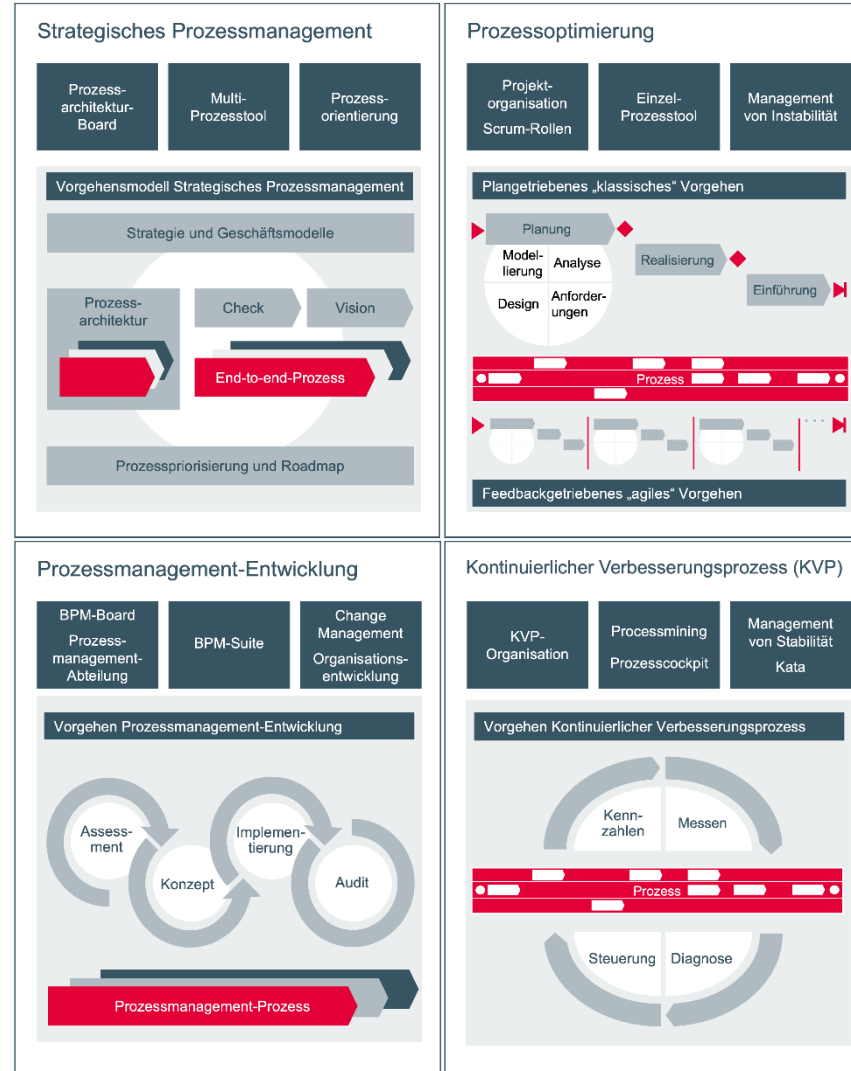 Strategisches Prozessmanagement
Prozess-
architektur-
Board
Multi-
Prozesstool
Prozess-
orientierung
Vorgehensmodell Strategisches Prozessmanagement
Strategie und Geschäftsmodelle
Prozess-
architektur
Check
Vision
End-to-end-Prozess
Prozesspriorisierung und Roadmap
Prozessoptimierung
Projekt-
organisation
Scrum-Rollen
Einzel-
Prozesstool
Management
von Instabilität
Plangetriebenes „klassisches“ Vorgehen
Planung
Model-
lierung
Analyse
Design
Anforder-
ungen
Realisierung
Einführung
Prozess
Feedbackgetriebenes „agiles“ Vorgehen
Prozessmanagement-Entwicklung
BPM-Board
Prozess-
management-
Abteilung
BPM-Suite
Change
Management
Organisations-
entwicklung
Vorgehen Prozessmanagement-Entwicklung
Assess-
ment
Konzept
Implemen-
tierung
Audit
Prozessmanagement-Prozess
Kontinuierlicher Verbesserungsprozess (KVP)
KVP-
Organisation
Processmining
Prozesscockpit
Management
von Stabilität
Kata
Vorgehen Kontinuierlicher Verbesserungsprozess
Kenn-
zahlen
Messen
Prozess
Steuerung
Diagnose